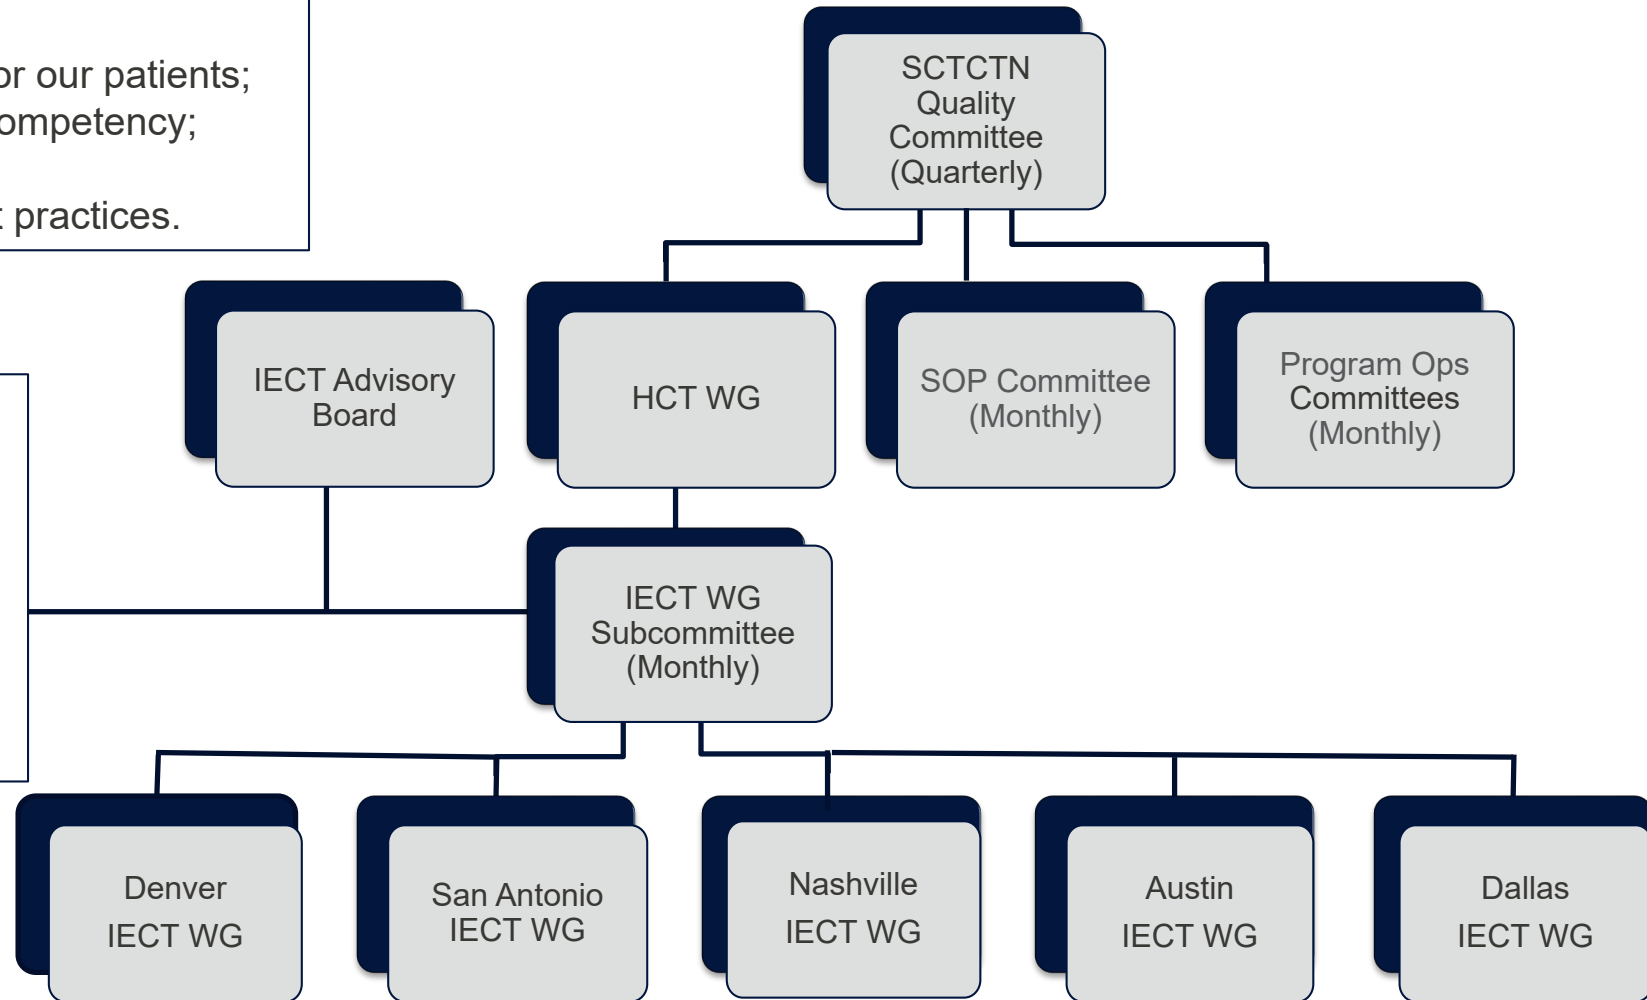 or our patients;
ompetency;
t practices.
SCTCTN
Quality
Committee
(Quarterly)
IECT Advisory
Board
HCT WG
SOP Committee
(Monthly)
Program Ops
Committees
(Monthly)
IECT WG
Subcommittee
(Monthly)
Denver
IECT WG
San Antonio
IECT WG
Nashville
IECT WG
Austin
IECT WG
Dallas
IECT WG